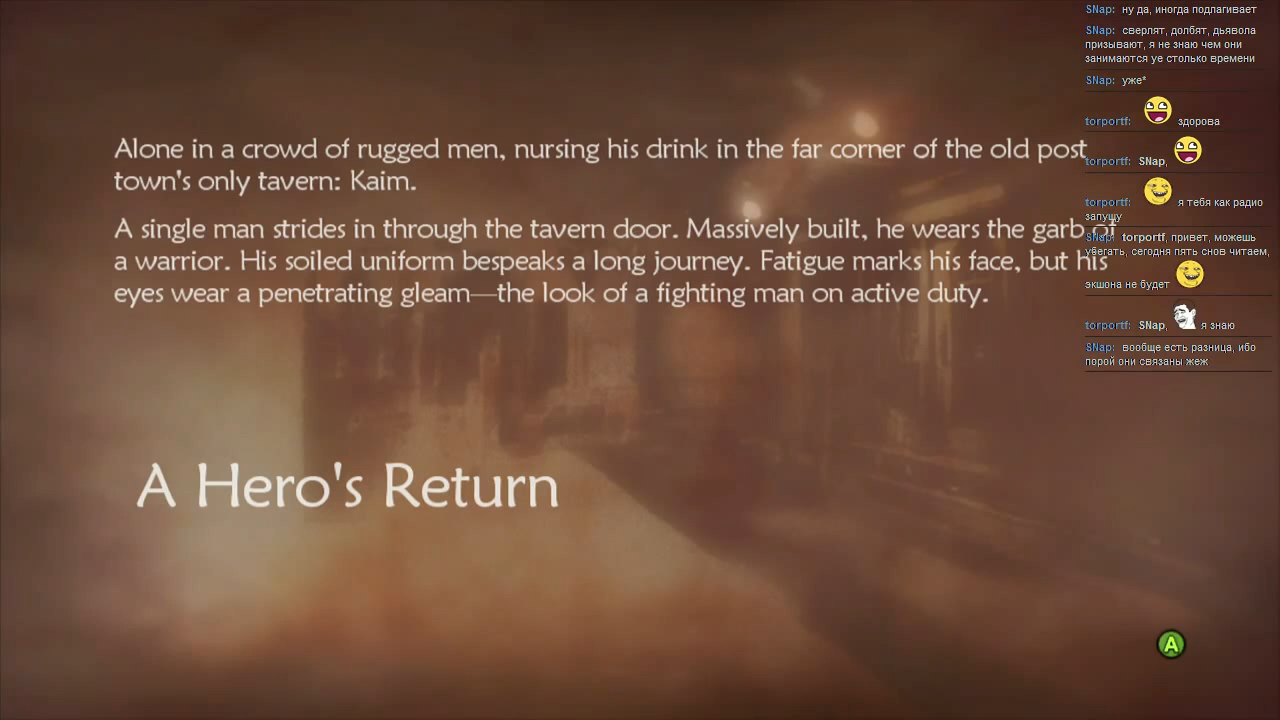 Alone in a crowd of rugged men, nursing his drink in the far corner of the old post
town's only tavern: Kaim.
A single man strides in through the tavern door. Massively built, he wears the garb of
a warrior. His soiled uniform bespeaks a long journey. Fatigue marks his face, but his
eyes wear a penetrating gleam—the look of a fighting man on active duty.
A Hero's Return
A
SNap: ну да, иногда подлагивает
SNap: сверлят, долбят, дьявола
призывают, я не знаю чем они
занимаются уе столько времени
SNap: уже*
torportf: здорова
torportf: SNap,
torportf: я тебя как радио
запущу
SNap: torportf, привет, можешь
убегать, сегодня пять снов читаем,
экшона не будет
torportf: SNap, я знаю
SNap: вообще есть разница, ибо
порой они связаны жеж